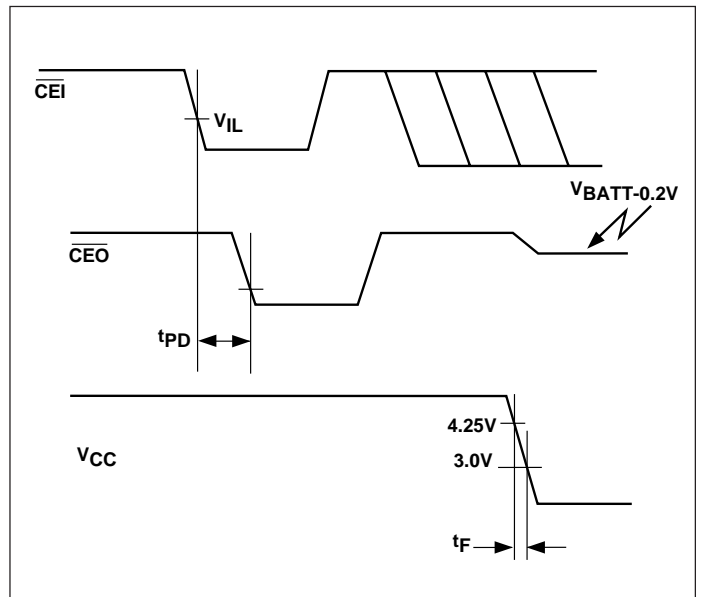 CEI
VIL
VBATT-0.2V
CEO
tPD
4.25V
VCC
3.0V
tF